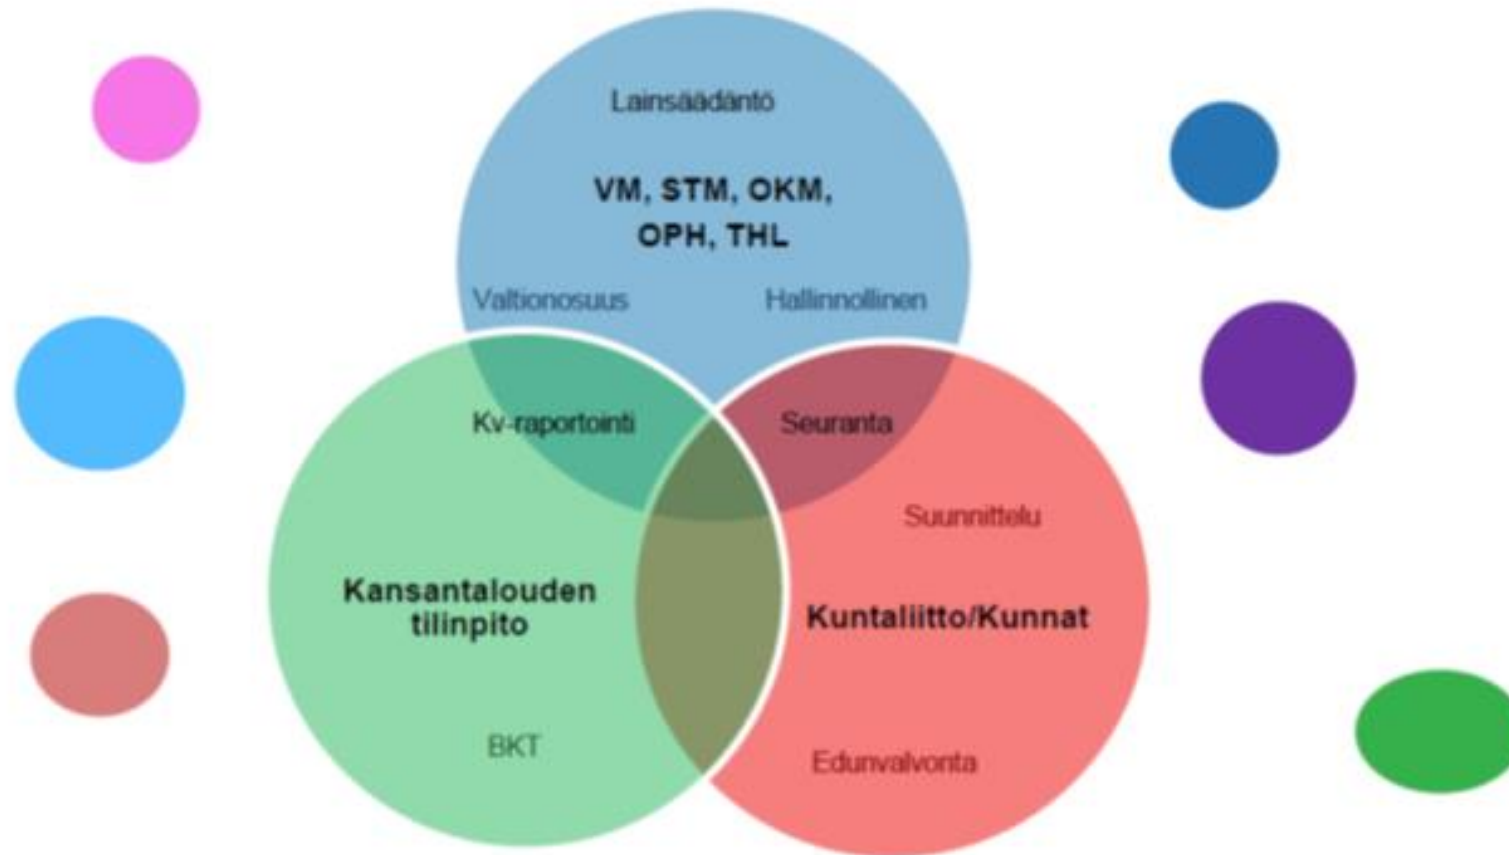 Lainsäädäntö
VM, STM, OKM,
OPH, THL
Valtionosuus
Hallinnollinen
Kv-raportointi
Seuranta
Suunnittelu
Kansantalouden
tilinpito
Kuntaliitto/Kunnat
BKT
Edunvalvonta